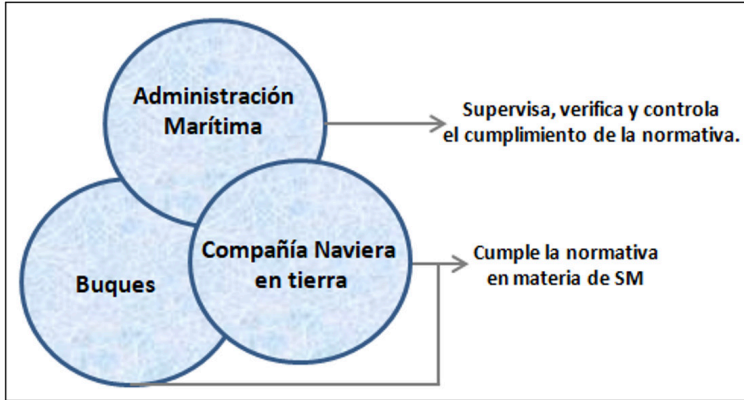 Administración
Marítima
Supervisa, verifica y controla
el cumplimiento de la normativa.
Compañía Naviera
en tierra
Cumple la normativa
en materia de SM
Buques